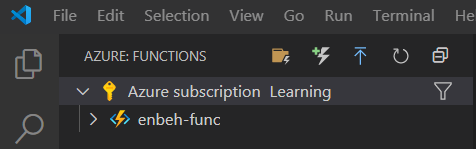 File Edit Selection View Go Run Terminal He
AZURE: FUNCTIONS
Azure subscription Learning
enbeh-func